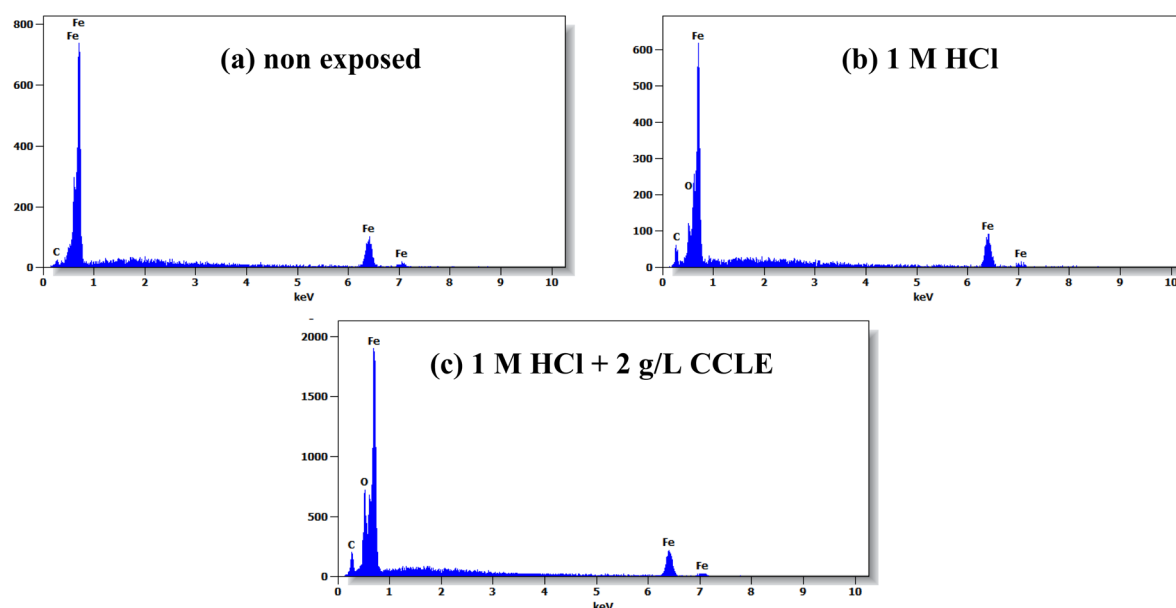 800
600
400
200
0
Fe
Fe
C
Fe
Fe
(a) non exposed
0 1 2 3 4 5 6 7 8 9 10
keV
600
500
400
300
200
100
0
Fe
O
C
Fe
Fe
(b) 1 M HCl
0 1 2 3 4 5 6 7 8 9 10
keV
2000
1500
1000
500
0
Fe
O
C
Fe
Fe
(c) 1 M HCl + 2 g/L CCLE
0 1 2 3 4 5 6 7 8 9 10
keV